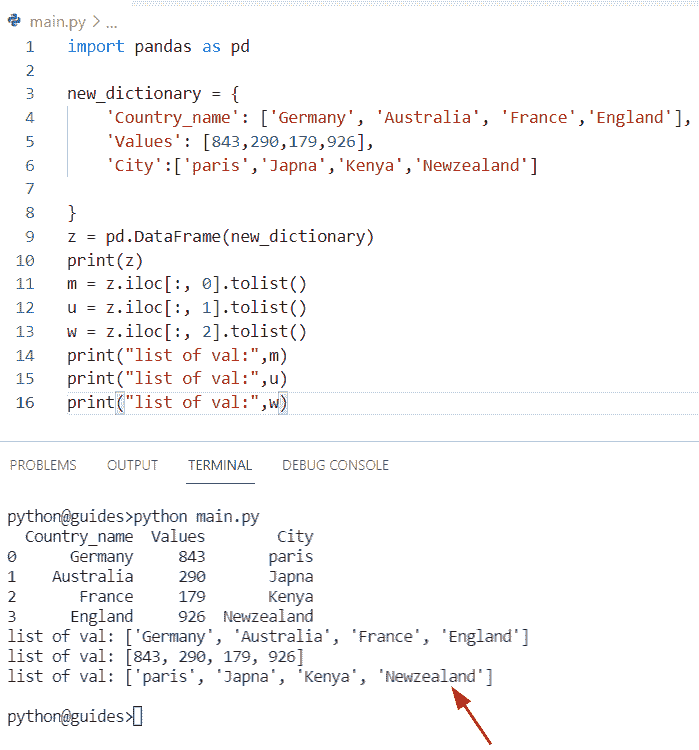 main.py > ...
1 import pandas as pd
2
3 new_dictionary = {
4     'Country_name': ['Germany', 'Australia', 'France','England'],
5     'Values': [843,290,179,926],
6     'City':['paris','Japna','Kenya','Newzealand']
7
8 }
9 z = pd.DataFrame(new_dictionary)
10 print(z)
11 m = z.iloc[:, 0].tolist()
12 u = z.iloc[:, 1].tolist()
13 w = z.iloc[:, 2].tolist()
14 print("list of val:",m)
15 print("list of val:",u)
16 print("list of val:",w)
PROBLEMS OUTPUT TERMINAL DEBUG CONSOLE
python@guides>python main.py
  Country_name  Values        City
0      Germany     843       paris
1    Australia     290       Japna
2       France     179       Kenya
3      England     926  Newzealand
list of val: ['Germany', 'Australia', 'France', 'England']
list of val: [843, 290, 179, 926]
list of val: ['paris', 'Japna', 'Kenya', 'Newzealand']
python@guides>